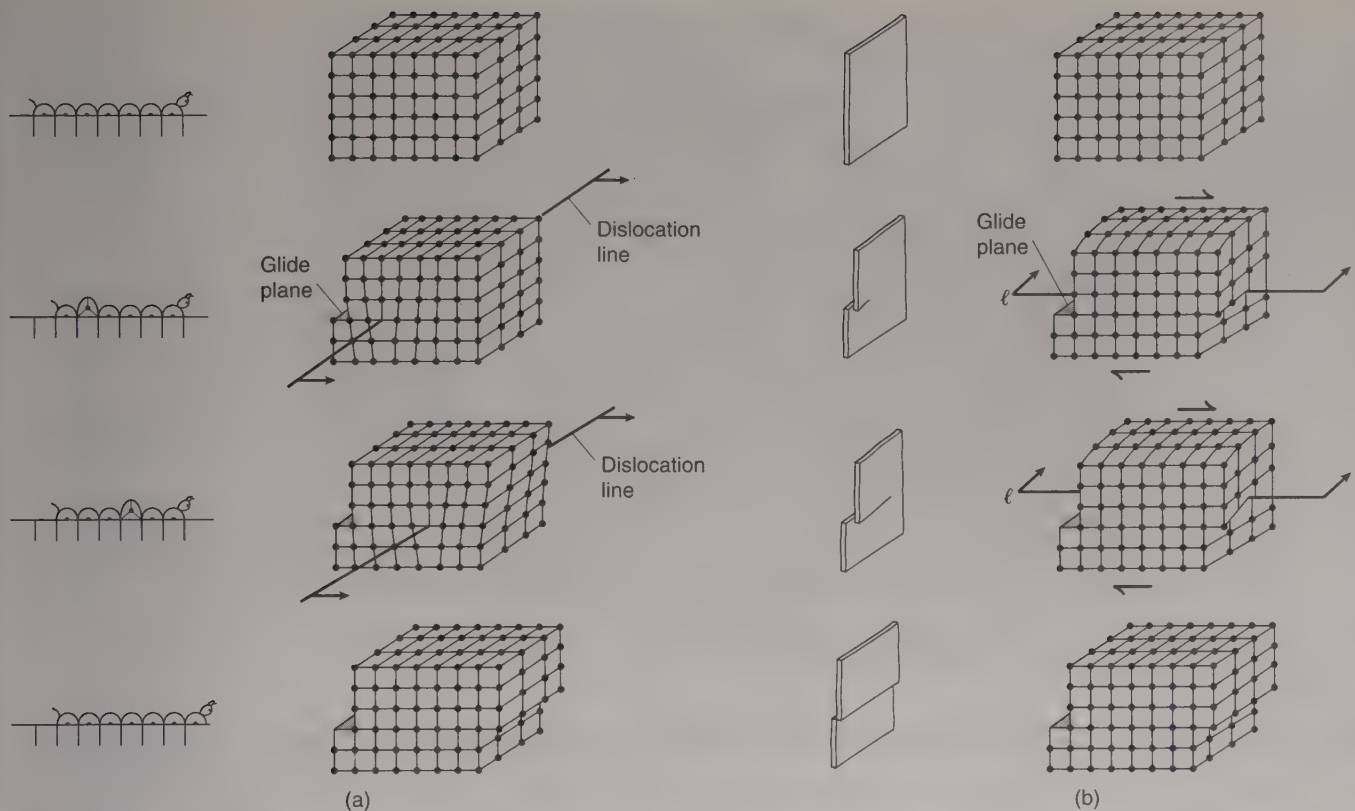 Glide
plane
Dislocation
line
Glide
plane
ℓ
Dislocation
line
ℓ
(a)
(b)